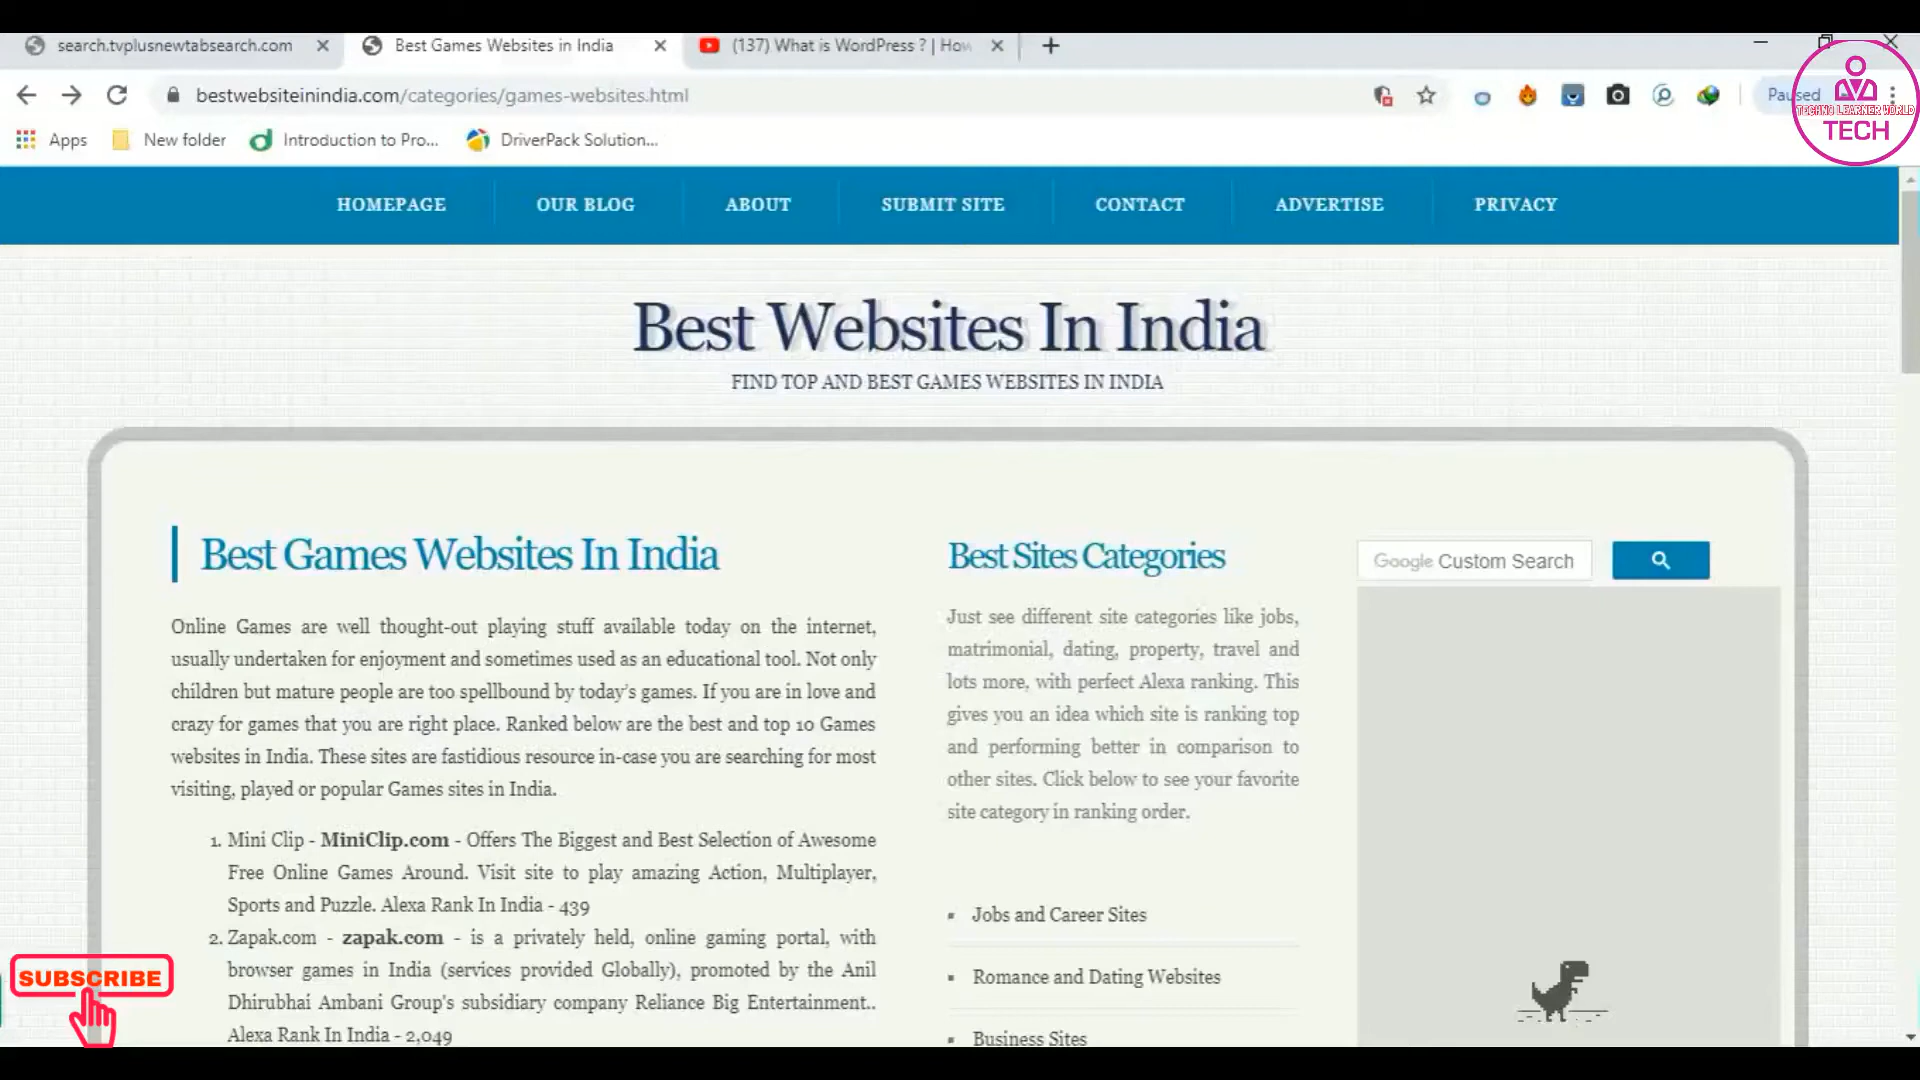 search.tvplusnewtabsearch.com
Best Games Websites in India
(137) What is WordPress ? | How
bestwebsiteinindia.com/categories/games-websites.html
Paused
TECHNO LEARNER WORLD
TECH
Apps
New folder
Introduction to Pro...
DriverPack Solution...
HOMEPAGE
OUR BLOG
ABOUT
SUBMIT SITE
CONTACT
ADVERTISE
PRIVACY
Best Websites In India
FIND TOP AND BEST GAMES WEBSITES IN INDIA
Best Games Websites In India
Online Games are well thought-out playing stuff available today on the internet,
usually undertaken for enjoyment and sometimes used as an educational tool. Not only
children but mature people are too spellbound by today's games. If you are in love and
crazy for games that you are right place. Ranked below are the best and top 10 Games
websites in India. These sites are fastidious resource in-case you are searching for most
visiting, played or popular Games sites in India.
1. Mini Clip - MiniClip.com - Offers The Biggest and Best Selection of Awesome
Free Online Games Around. Visit site to play amazing Action, Multiplayer,
Sports and Puzzle. Alexa Rank In India - 439
2. Zapak.com - zapak.com - is a privately held, online gaming portal, with
browser games in India (services provided Globally), promoted by the Anil
Dhirubhai Ambani Group's subsidiary company Reliance Big Entertainment..
Alexa Rank In India - 2,049
Best Sites Categories
Just see different site categories like jobs,
matrimonial, dating, property, travel and
lots more, with perfect Alexa ranking. This
gives you an idea which site is ranking top
and performing better in comparison to
other sites. Click below to see your favorite
site category in ranking order.
Jobs and Career Sites
Romance and Dating Websites
Business Sites
Google Custom Search
SUBSCRIBE